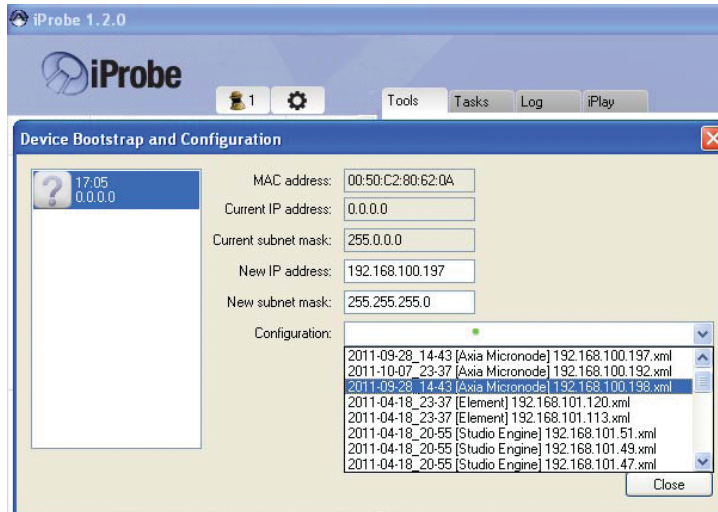 iProbe 1.2.0
iProbe
1
Tools Tasks Log iPlay
Device Bootstrap and Configuration
17:05
0.0.0.0
MAC address: 00:50:C2:80:62:0A
Current IP address: 0.0.0.0
Current subnet mask: 255.0.0.0
New IP address: 192.168.100.197
New subnet mask: 255.255.255.0
Configuration:
2011-09-28_14-43 [Axia Micronode] 192.168.100.197.xml
2011-10-07_23-37 [Axia Micronode] 192.168.100.192.xml
2011-09-28_14-43 [Axia Micronode] 192.168.100.198.xml
2011-04-18_23-37 [Element] 192.168.101.120.xml
2011-04-18_23-37 [Element] 192.168.101.113.xml
2011-04-18_20-55 [Studio Engine] 192.168.101.51.xml
2011-04-18_20-55 [Studio Engine] 192.168.101.49.xml
2011-04-18_20-55 [Studio Engine] 192.168.101.47.xml
Close